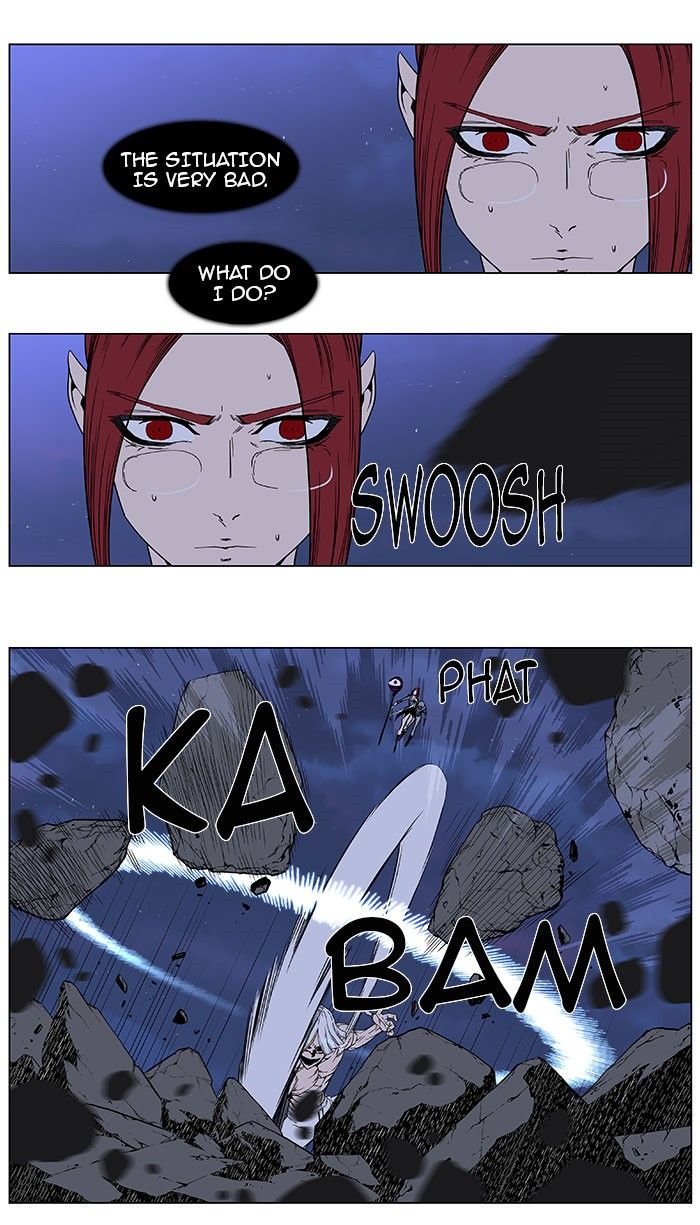 THE SITUATION
IS VERY BAD.
WHAT DO
I DO?
SWOOSH
PHAT
KA
BAM